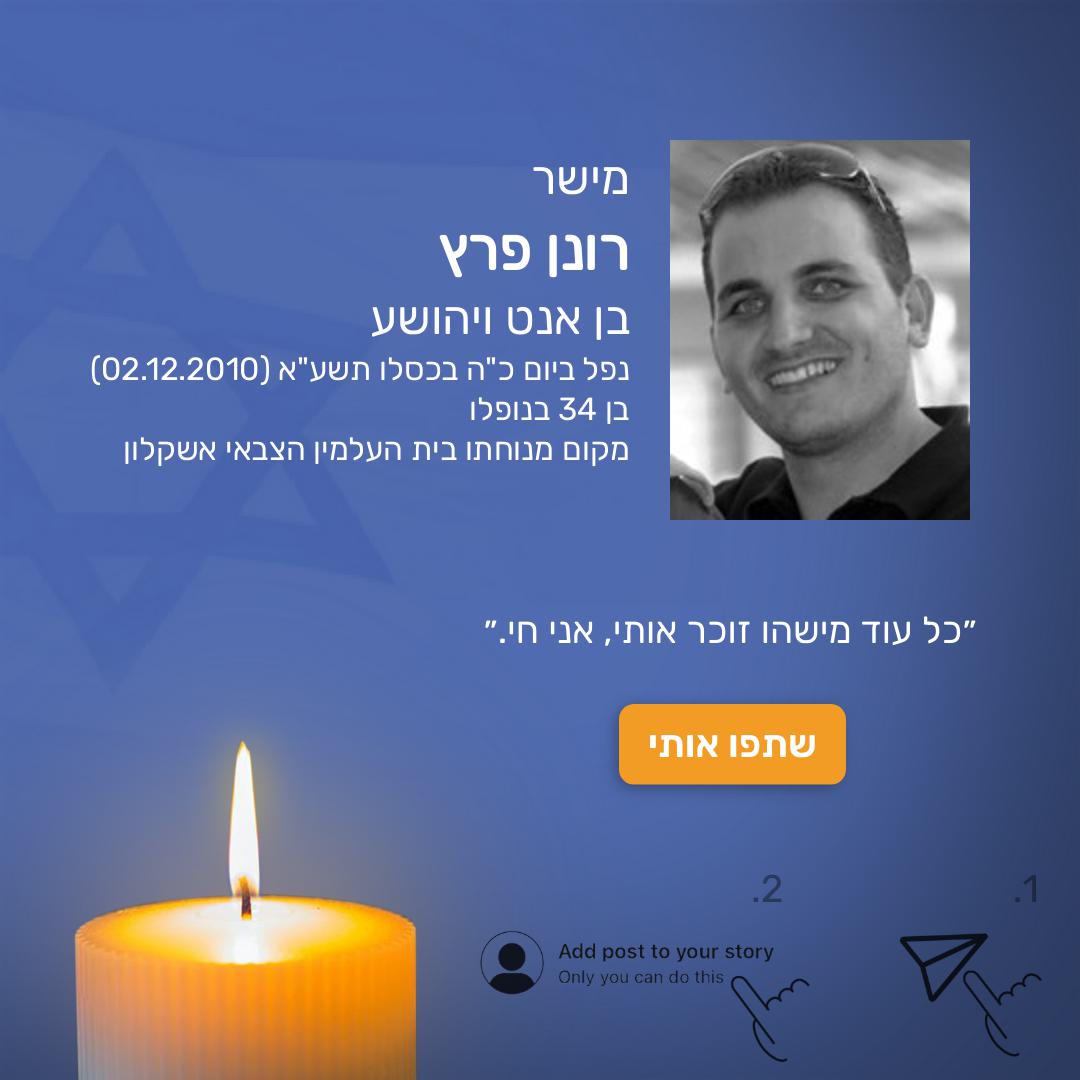 מישר
רונן פרץ
בן אנט ויהושע
נפל ביום כ"ה בכסלו תשע"א (02.12.2010)
בן 34 בנופלו
מקום מנוחתו בית העלמין הצבאי אשקלון
״כל עוד מישהו זוכר אותי, אני חי.״
שתפו אותי
1.
2.
Add post to your story
Only you can do this